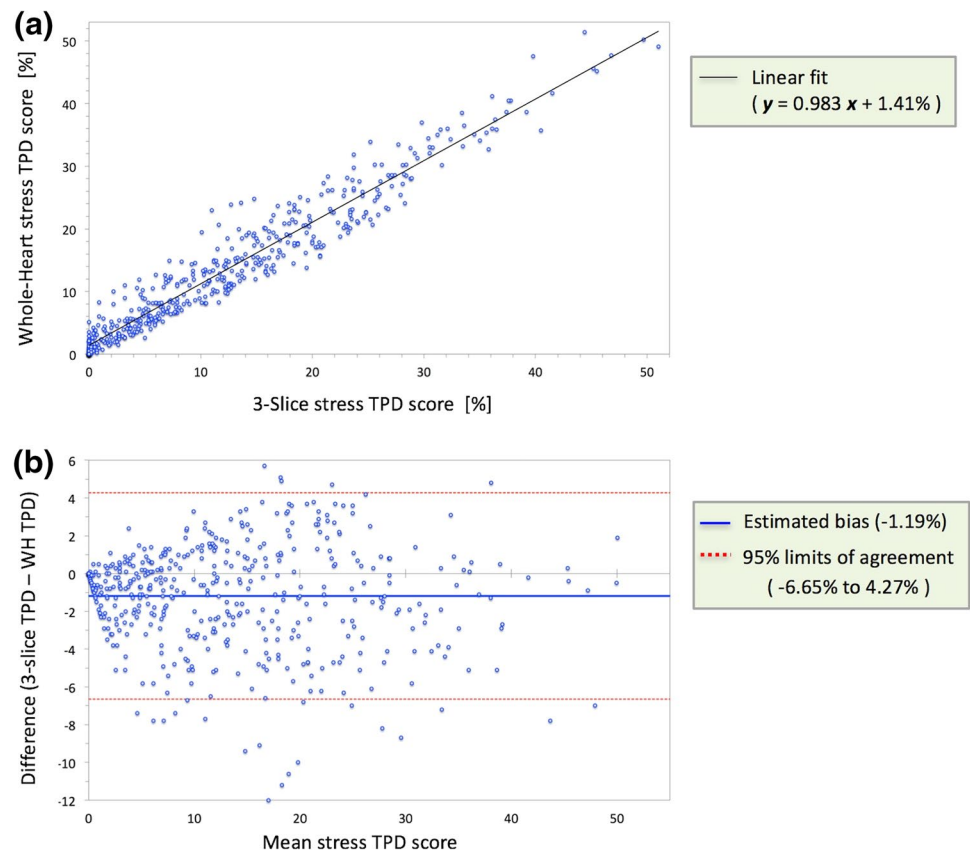 (a)
Whole-Heart stress TPD score [%]
50
40
30
20
10
0
0 10 20 30 40 50
3-Slice stress TPD score [%]
Linear fit
( y = 0.983 x + 1.41% )
(b)
Difference (3-slice TPD – WH TPD)
6
4
2
0
-2
-4
-6
-8
-10
-12
0 10 20 30 40 50
Mean stress TPD score
Estimated bias (-1.19%)
95% limits of agreement
( -6.65% to 4.27% )